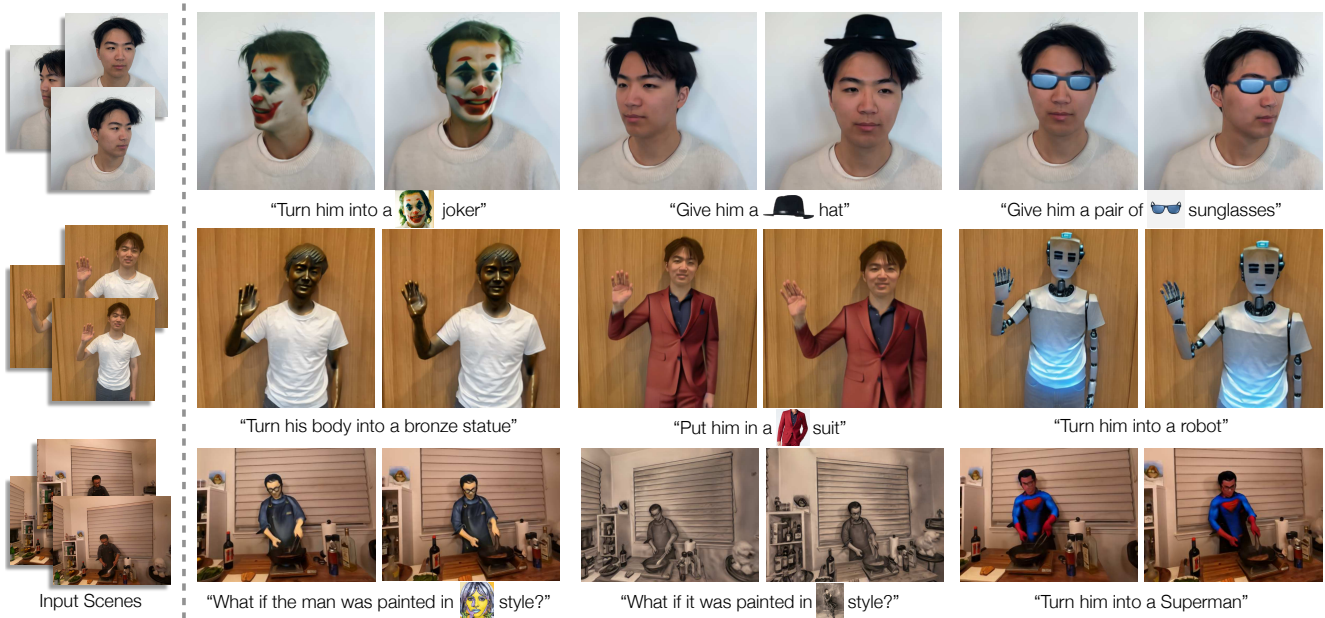 “Turn him into a joker”
“Give him a hat”
“Give him a pair of sunglasses”
“Turn his body into a bronze statue”
“Put him in a suit”
“Turn him into a robot”
Input Scenes
“What if the man was painted in style?”
“What if it was painted in style?”
“Turn him into a Superman”